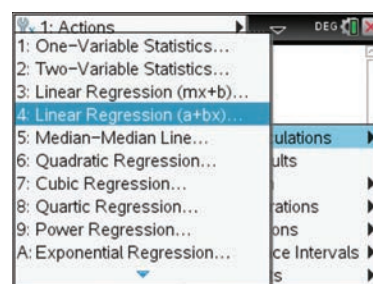 1: Actions
DEG
1: One-Variable Statistics...
2: Two-Variable Statistics...
3: Linear Regression (mx+b)...
4: Linear Regression (a+bx)...
5: Median-Median Line...
ulations
6: Quadratic Regression...
ults
7: Cubic Regression...
8: Quartic Regression...
rations
9: Power Regression...
ons
A: Exponential Regression...
ce Intervals
s